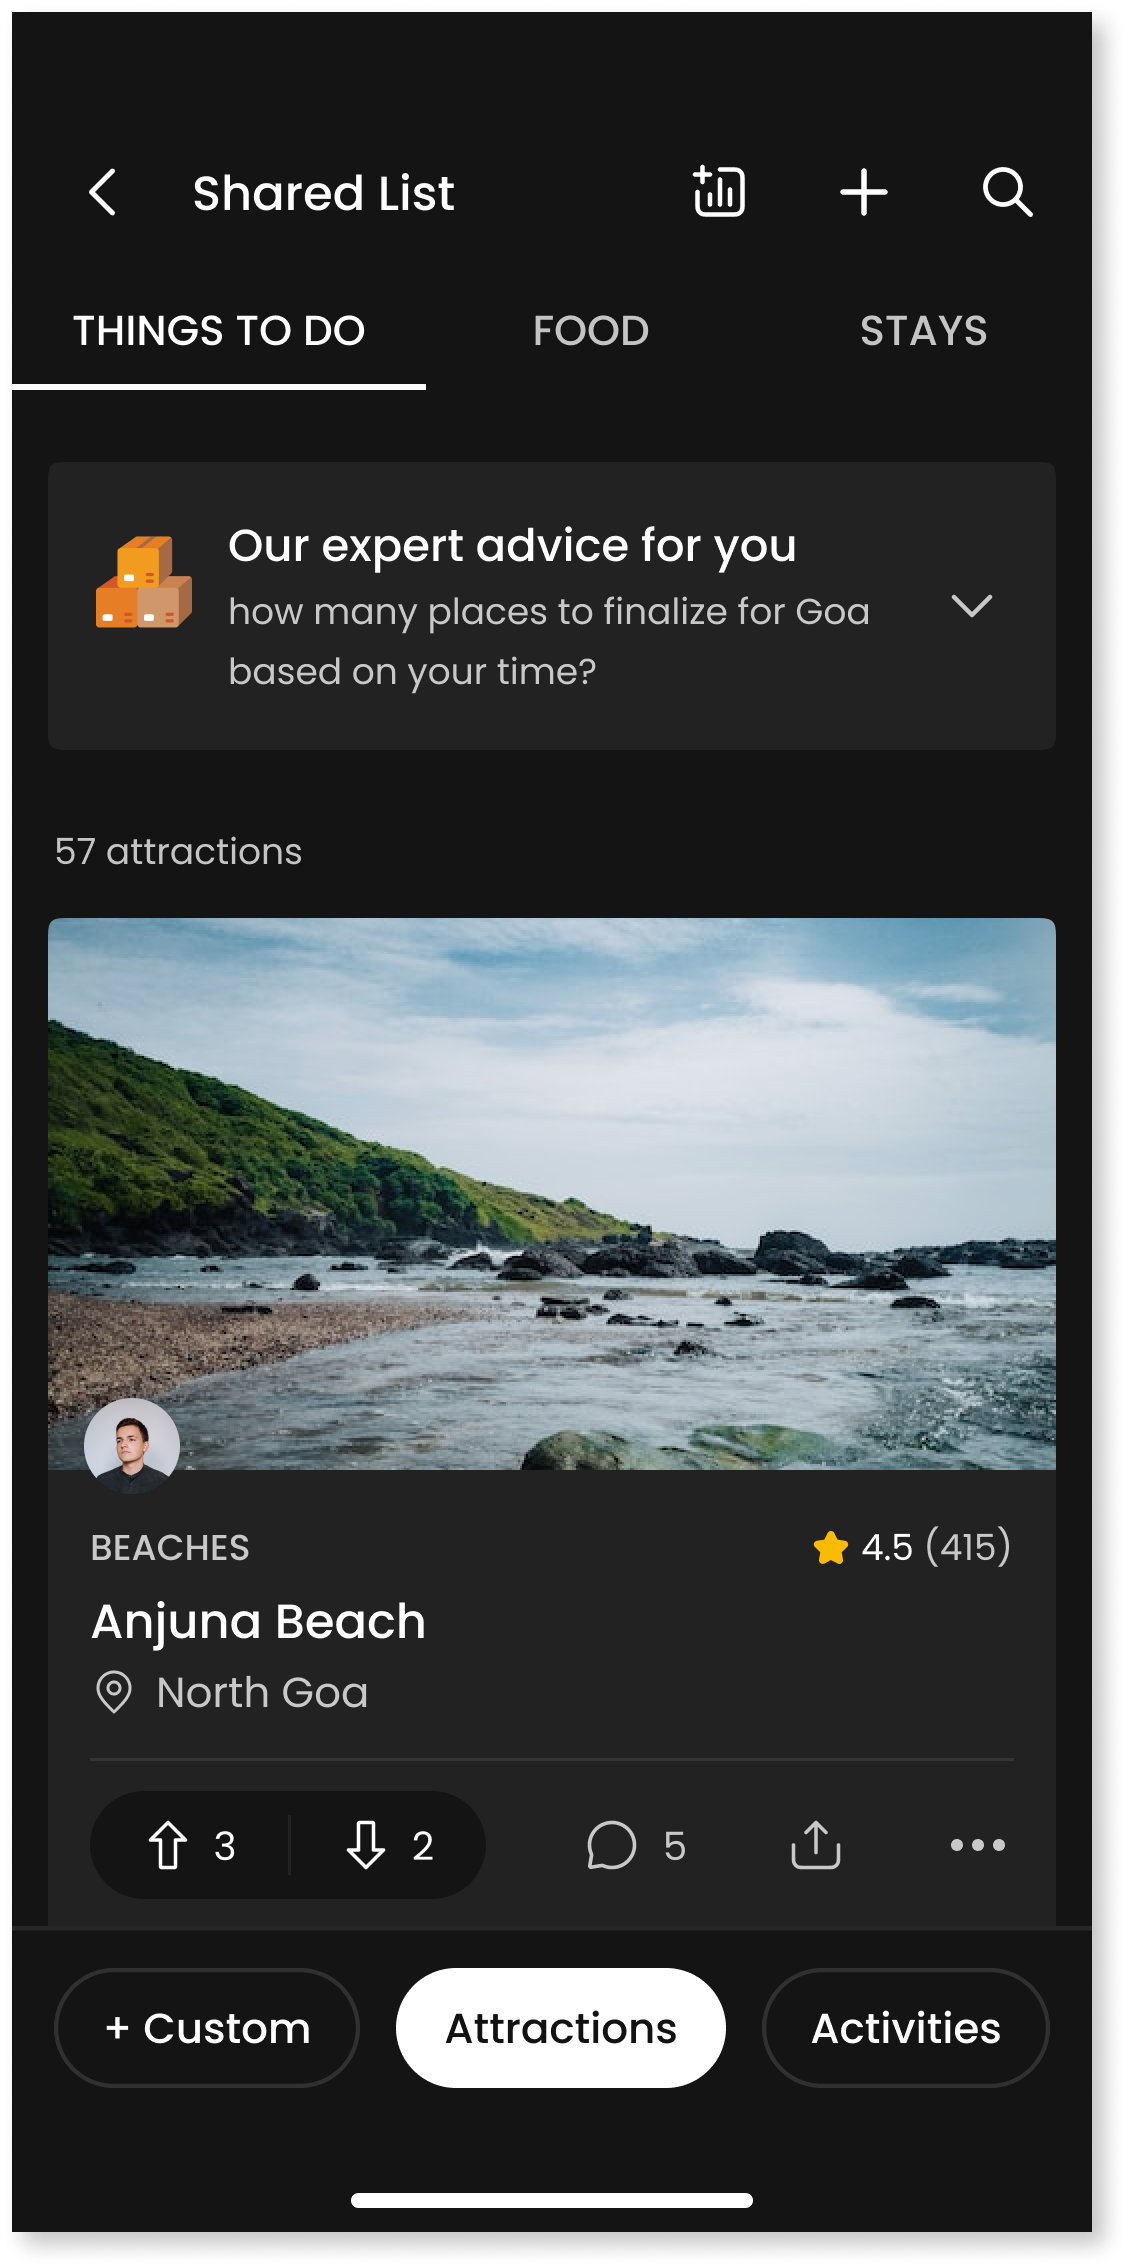 Shared List
THINGS TO DO
FOOD
STAYS
Our expert advice for you
how many places to finalize for Goa
based on your time?
57 attractions
BEACHES
4.5 (415)
Anjuna Beach
North Goa
3
2
5
+ Custom
Attractions
Activities